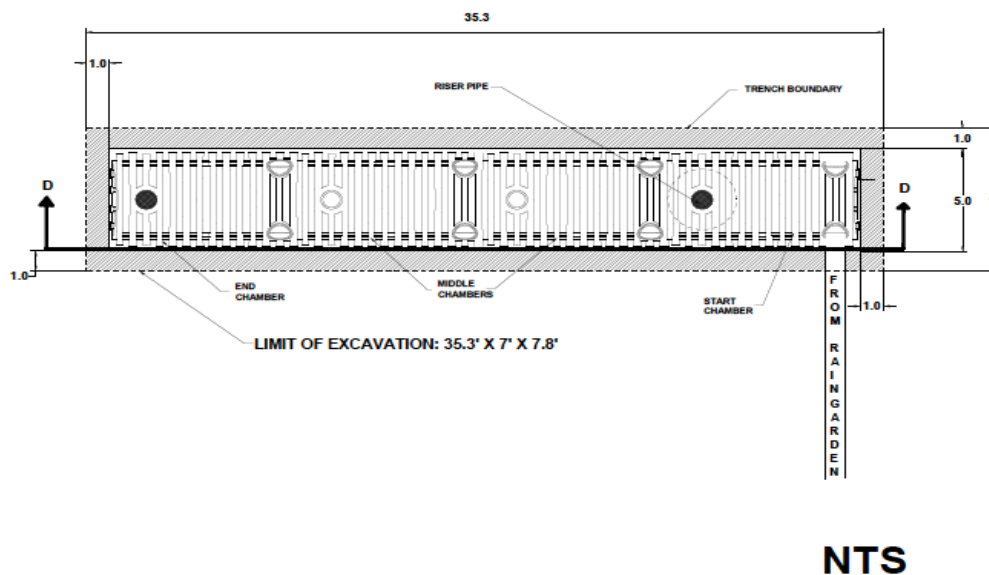 35.3
1.0
RISER PIPE
TRENCH BOUNDARY
1.0
D
D
5.0
1.0
END
CHAMBER
MIDDLE
CHAMBERS
START
CHAMBER
1.0
LIMIT OF EXCAVATION: 35.3' X 7' X 7.8'
FROM RAINGARDEN
NTS